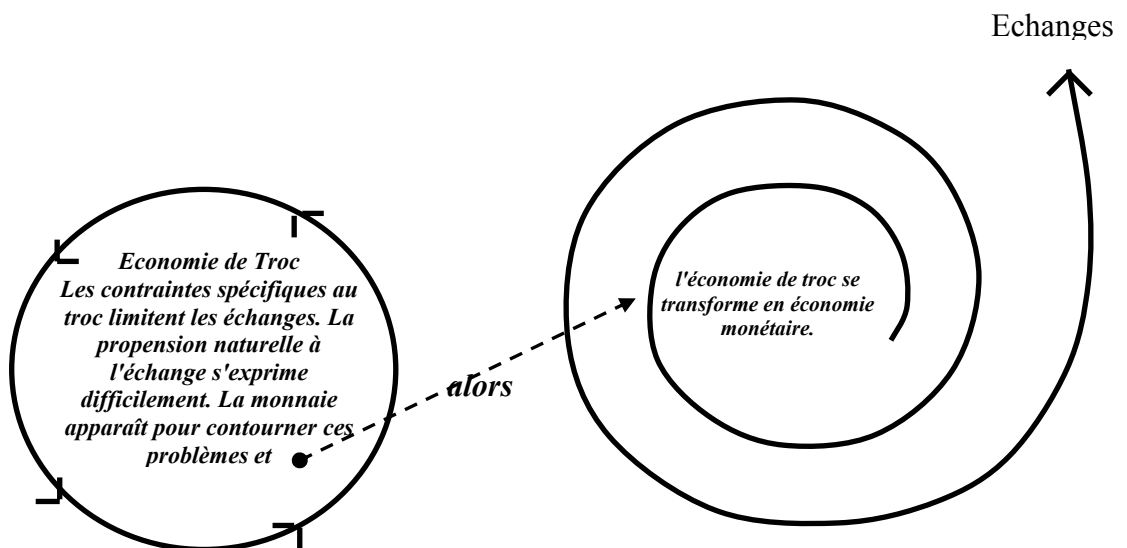 Echanges
Economie de Troc
Les contraintes spécifiques au
troc limitent les échanges. La
propension naturelle à
l'échange s'exprime
difficilement. La monnaie
apparaît pour contourner ces
problèmes et
alors
l'économie de troc se
transforme en économie
monétaire.